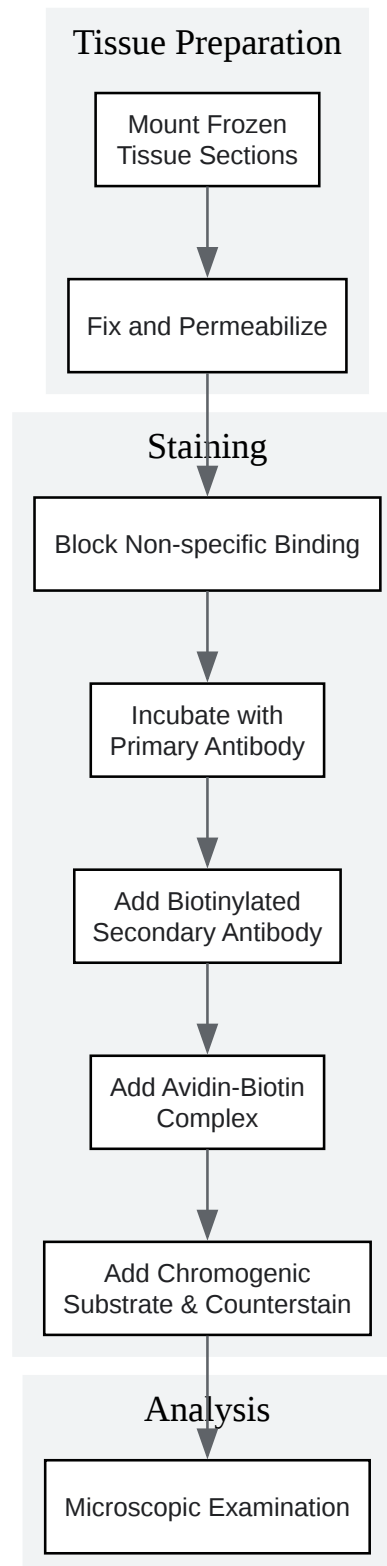 Tissue Preparation
Mount Frozen
Tissue Sections
Fix and Permeabilize
Staining
Block Non-specific Binding
Incubate with
Primary Antibody
Add Biotinylated
Secondary Antibody
Add Avidin-Biotin
Complex
Add Chromogenic
Substrate & Counterstain
Analysis
Microscopic Examination